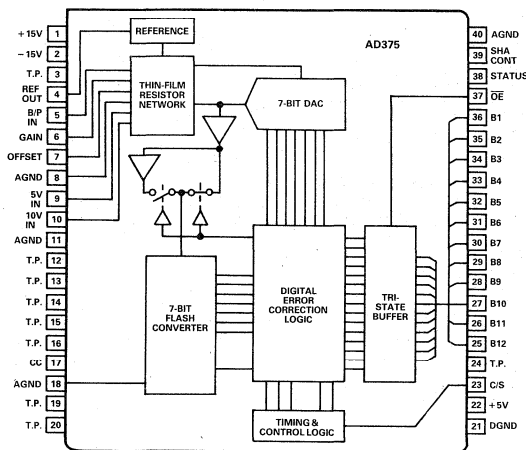 AD375
+15V 1
-15V 2
T.P. 3
REF OUT 4
B/P IN 5
GAIN 6
OFFSET 7
AGND 8
5V IN 9
10V IN 10
AGND 11
T.P. 12
T.P. 13
T.P. 14
T.P. 15
T.P. 16
CC 17
AGND 18
T.P. 19
T.P. 20
REFERENCE
THIN-FILM
RESISTOR
NETWORK
7-BIT DAC
7-BIT
FLASH
CONVERTER
DIGITAL
ERROR
CORRECTION
LOGIC
TRI-
STATE
BUFFER
TIMING &
CONTROL LOGIC
40 AGND
39 SHA CONT
38 STATUS
37 OE
36 B1
35 B2
34 B3
33 B4
32 B5
31 B6
30 B7
29 B8
28 B9
27 B10
26 B11
25 B12
24 T.P.
23 C/S
22 +5V
21 DGND